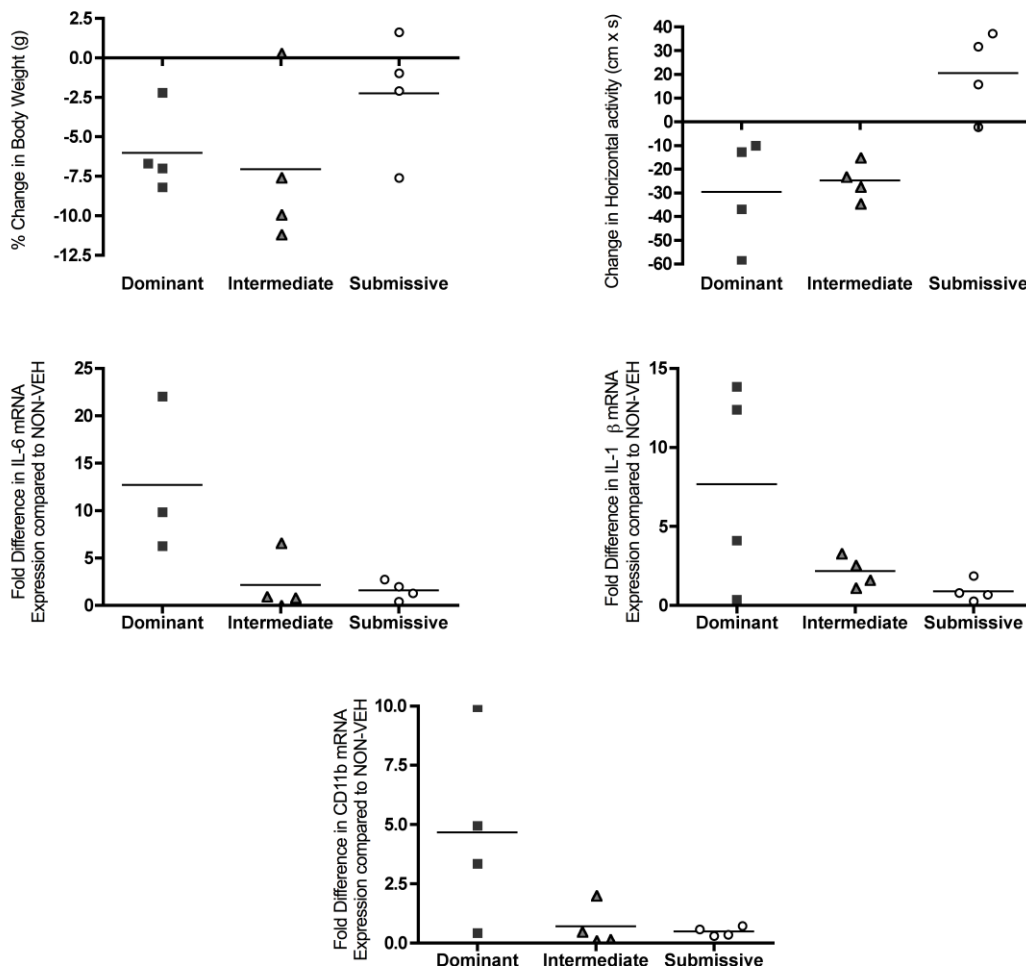 % Change in Body Weight (g)
2.5
0.0
-2.5
-5.0
-7.5
-10.0
-12.5
Dominant Intermediate Submissive
Change in Horizontal activity (cm x s)
40
30
20
10
0
-10
-20
-30
-40
-50
-60
Dominant Intermediate Submissive
Fold Difference in IL-6 mRNA
Expression compared to NON-VEH
25
20
15
10
5
0
Dominant Intermediate Submissive
Fold Difference in IL-1 β mRNA
Expression compared to NON-VEH
15
10
5
0
Dominant Intermediate Submissive
Fold Difference in CD11b mRNA
Expression compared to NON-VEH
10.0
7.5
5.0
2.5
0.0
Dominant Intermediate Submissive